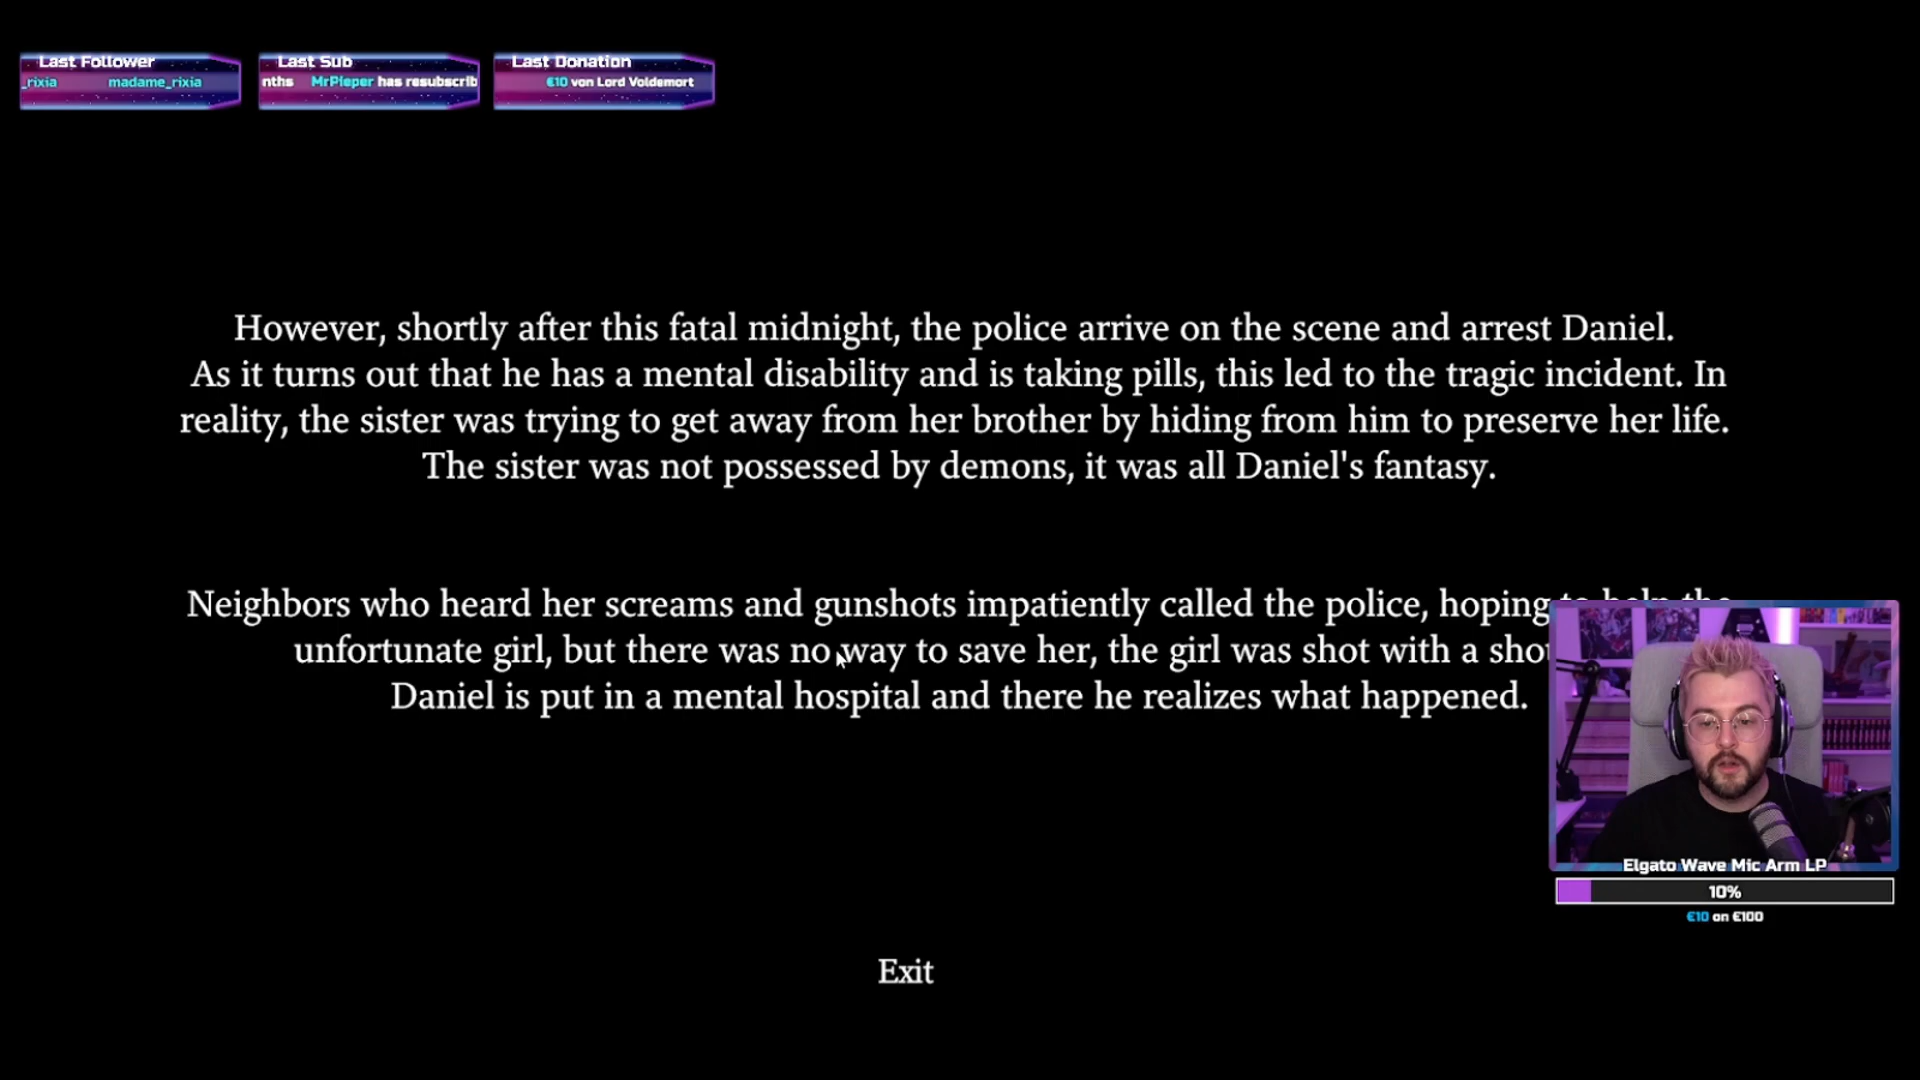 Last Follower
_rixia madame_rixia
Last Sub
nths MrPieper has resubscrib
Last Donation
€10 von Lord Voldemort
However, shortly after this fatal midnight, the police arrive on the scene and arrest Daniel.
As it turns out that he has a mental disability and is taking pills, this led to the tragic incident. In
reality, the sister was trying to get away from her brother by hiding from him to preserve her life.
The sister was not possessed by demons, it was all Daniel's fantasy.
Neighbors who heard her screams and gunshots impatiently called the police, hoping to help the
unfortunate girl, but there was no way to save her, the girl was shot with a
Daniel is put in a mental hospital and there he realizes what happened.
Elgato Wave Mic Arm LP
10%
€10 on €100
Exit